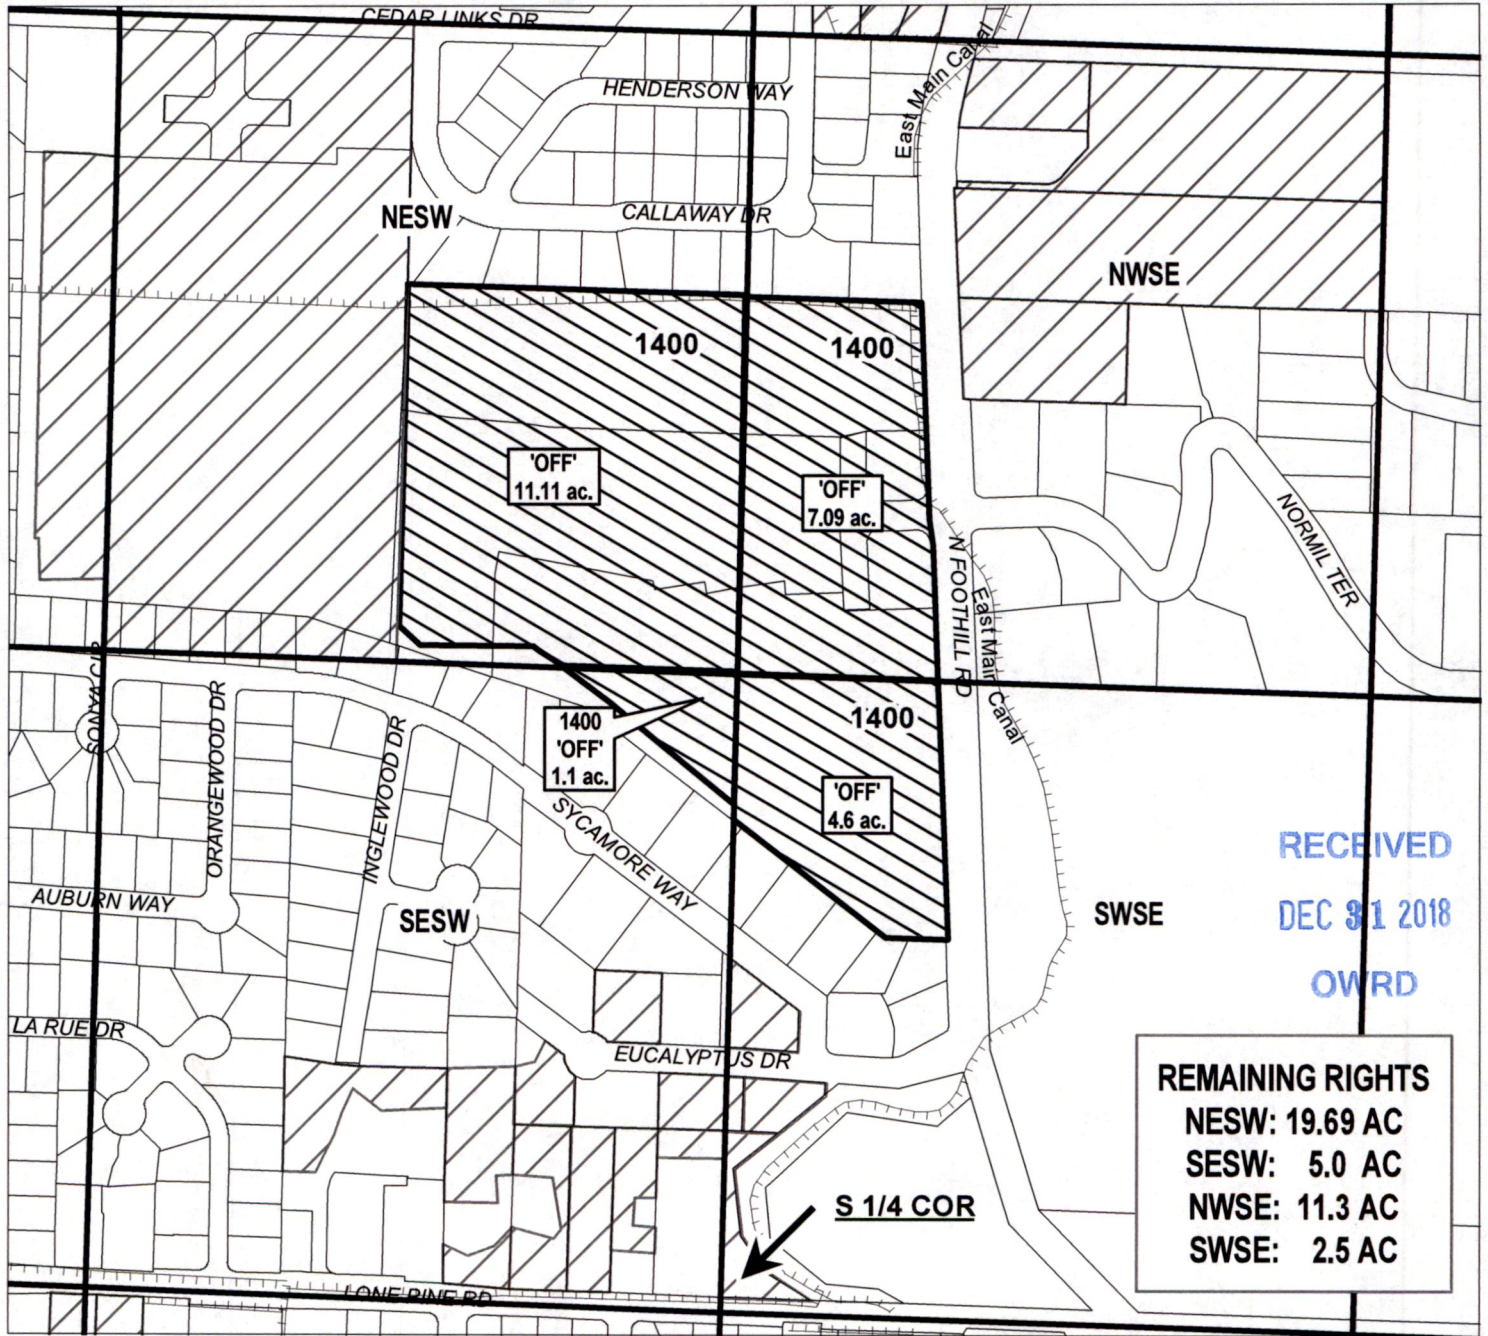 CEDAR LINKS DR
East Main Canal
HENDERSON WAY
CALLAWAY DR
NESW
NWSE
1400
1400
'OFF'
11.11 ac.
'OFF'
7.09 ac.
NORMIL TER
N FOOTHILL RD
East Main Canal
SONYA CIR
ORANGEWOOD DR
INGLEWOOD DR
1400
'OFF'
1.1 ac.
1400
'OFF'
4.6 ac.
SYCAMORE WAY
AUBURN WAY
SESW
SWSE
RECEIVED
DEC 31 2018
OWRD
LA RUE DR
EUCALYPTUS DR
REMAINING RIGHTS
NESW: 19.69 AC
SESW: 5.0 AC
NWSE: 11.3 AC
SWSE: 2.5 AC
S 1/4 COR
LONE PINE RD